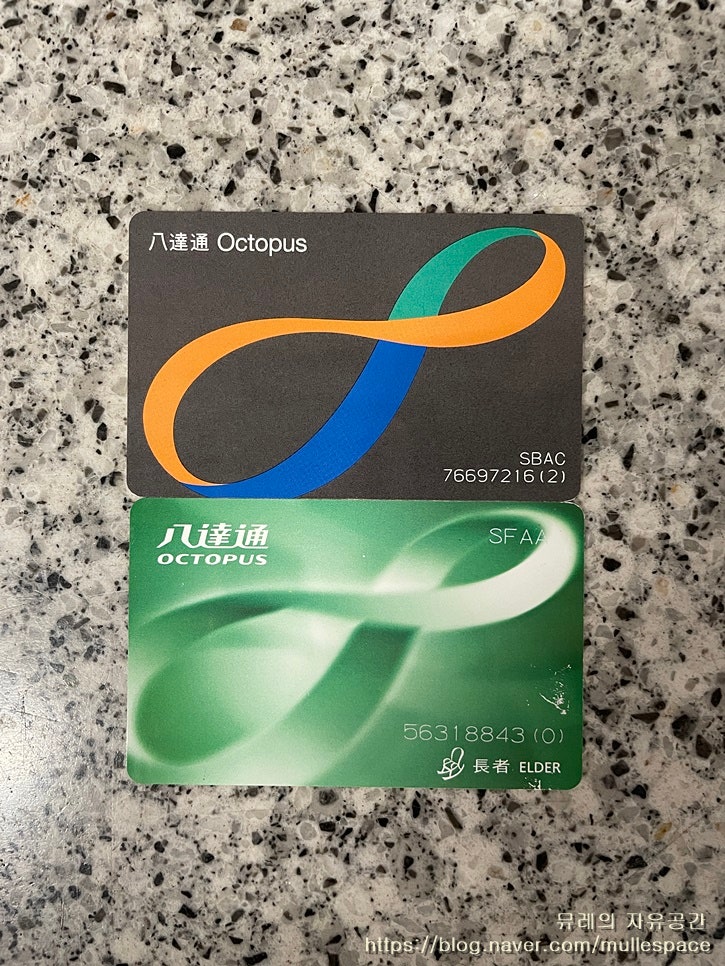 八達通 Octopus
SBAC
76697216(2)
八達通
OCTOPUS
SFAA
56318843(0)
長者 ELDER
뮤레의 자유공간
https://blog.naver.com/mullespace